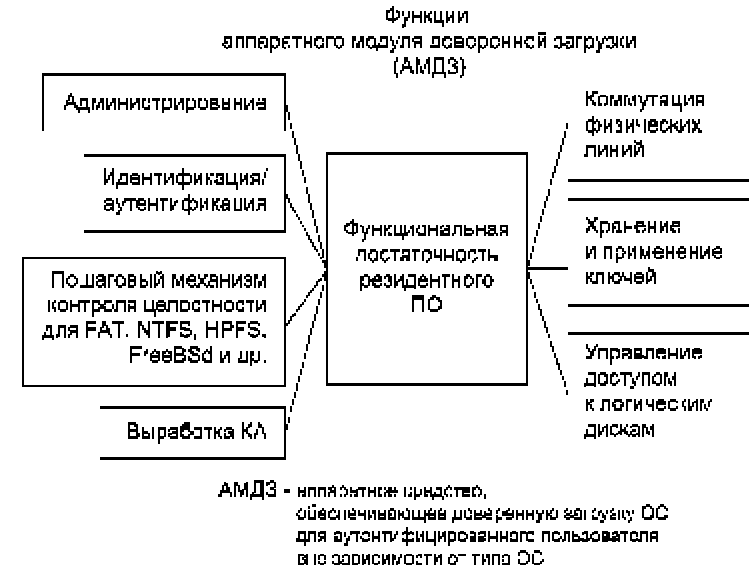 Функции
аппаратного модуля доверенной загрузки
(АМДЗ)
Администрирование
Идентификация/
аутентификация
Пошаговый механизм
контроля целостности
для FAT, NTFS, HPFS,
FreeBSd и др.
Выработка КА
Функциональная
достаточность
резидентного
ПО
Коммутация
физических
линий
Хранение
и применение
ключей
Управление
доступом
к логическим
дискам
АМДЗ - аппаратное средство,
обеспечивающее доверенную загрузку ОС
для аутентифицированного пользователя
вне зависимости от типа ОС